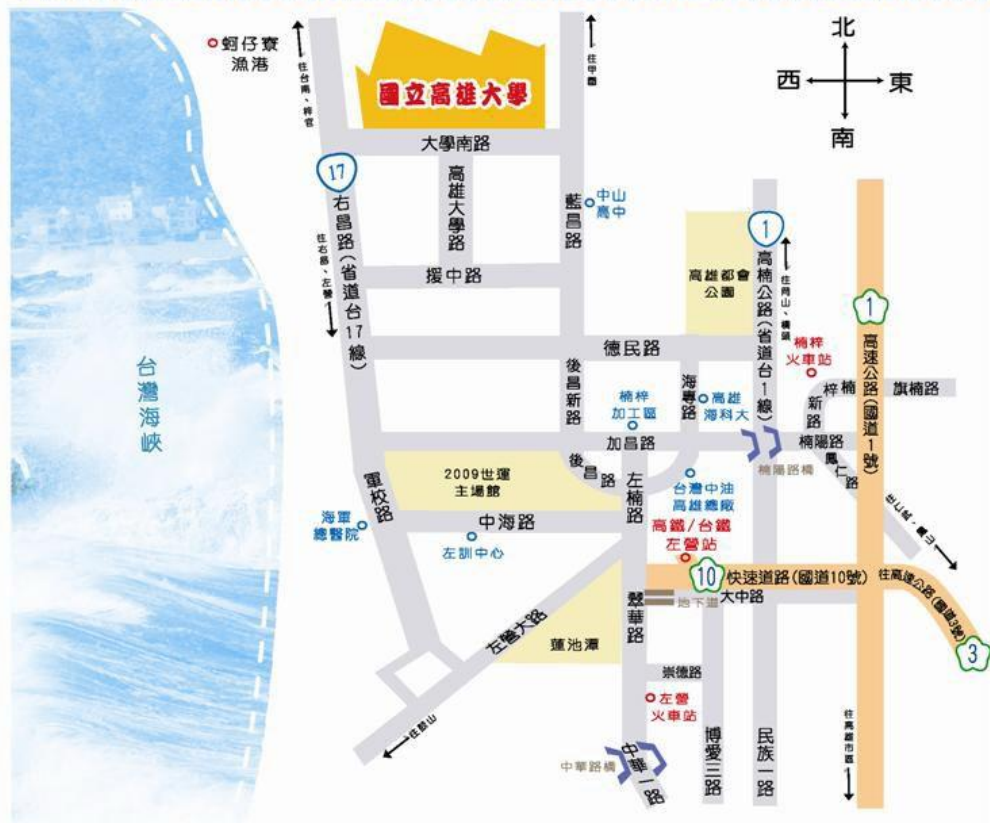 蚵仔寮
漁港
往台南、梓官
國立高雄大學
往甲圍
北
西
東
南
大學南路
17
高雄大學路
藍昌路
中山
高中
1
右昌路(省道台17線)
往右昌、左營
援中路
高雄都會
公園
高楠公路(省道台1線)
往岡山、橋頭
1
高速公路(國道1號)
德民路
楠梓
火車站
台灣海峽
後昌新路
楠梓
加工區
海專路
高雄
海科大
梓楠
新路
旗楠路
加昌路
楠陽路
楠陽路橋
鳳仁路
2009世運
主場館
後昌路
左楠路
台灣中油
高雄總廠
往仁武、鳳山
軍校路
海軍
總醫院
中海路
左訓中心
高鐵/台鐵
左營站
10
快速道路(國道10號)
往高速公路(國道3號)
3
大中路
地下道
翠華路
左營大路
蓮池潭
崇德路
左營
火車站
往鼓山
中華路橋
中華一路
博愛三路
民族一路
往高雄市區